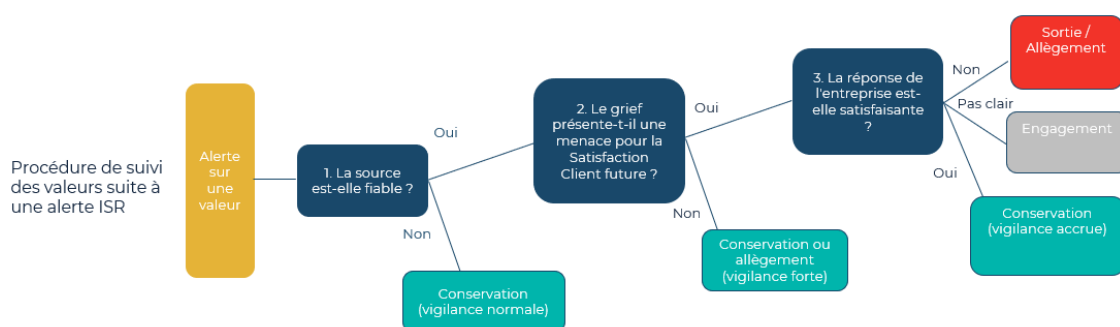 Procédure de suivi
des valeurs suite à
une alerte ISR
Alerte
sur
une
valeur
1. La source
est-elle fiable ?
Oui
Non
Conservation
(vigilance normale)
2. Le grief
présente-t-il une
menace pour la
Satisfaction
Client future ?
Oui
Non
Conservation ou
allègement
(vigilance forte)
3. La réponse de
l'entreprise est-
elle satisfaisante
?
Non
Pas clair
Oui
Sortie /
Allègement
Engagement
Conservation
(vigilance accrue)